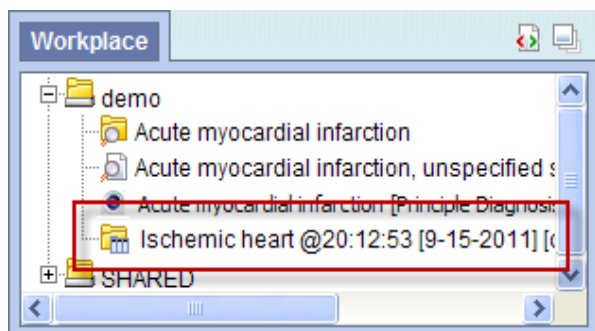 Workplace
demo
Acute myocardial infarction
Acute myocardial infarction, unspecified s
Acute myocardial infarction [Principle Diagnosis
Ischemic heart @20:12:53 [9-15-2011] [
SHARED